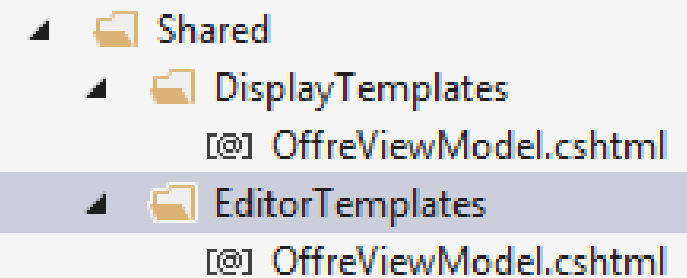 Shared
DisplayTemplates
[@] OffreViewModel.cshtml
EditorTemplates
[@] OffreViewModel.cshtml